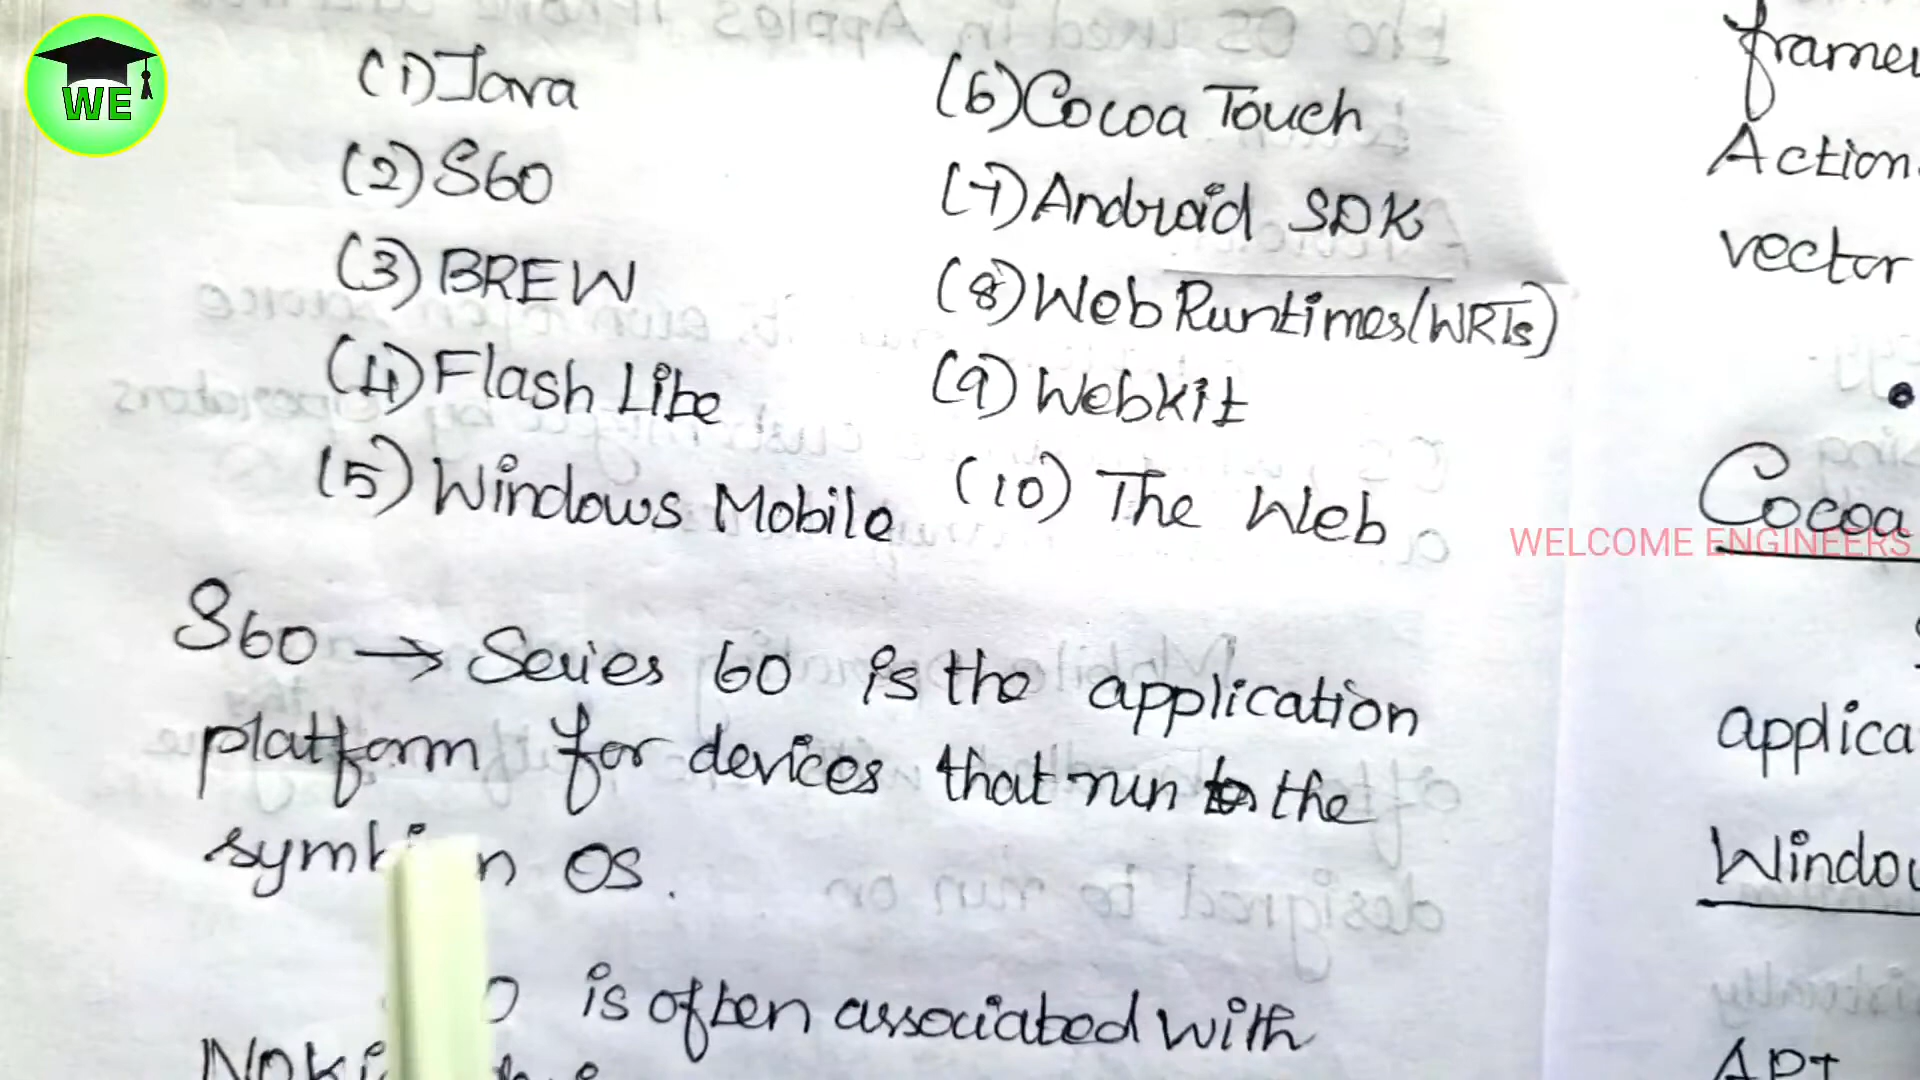 WE
(1) Java
(2) S60
(3) BREW
(4) Flash Lite
(5) Windows Mobile
(6) Cocoa Touch
(7) Android SDK
(8) Web Runtimes (WRTs)
(9) Webkit
(10) The Web
S60 → Series 60 is the application
platform for devices that run the
OS.
is often associated with
Action
vector
Cocoa
WELCOME ENGINEERS
applica
Windo
API